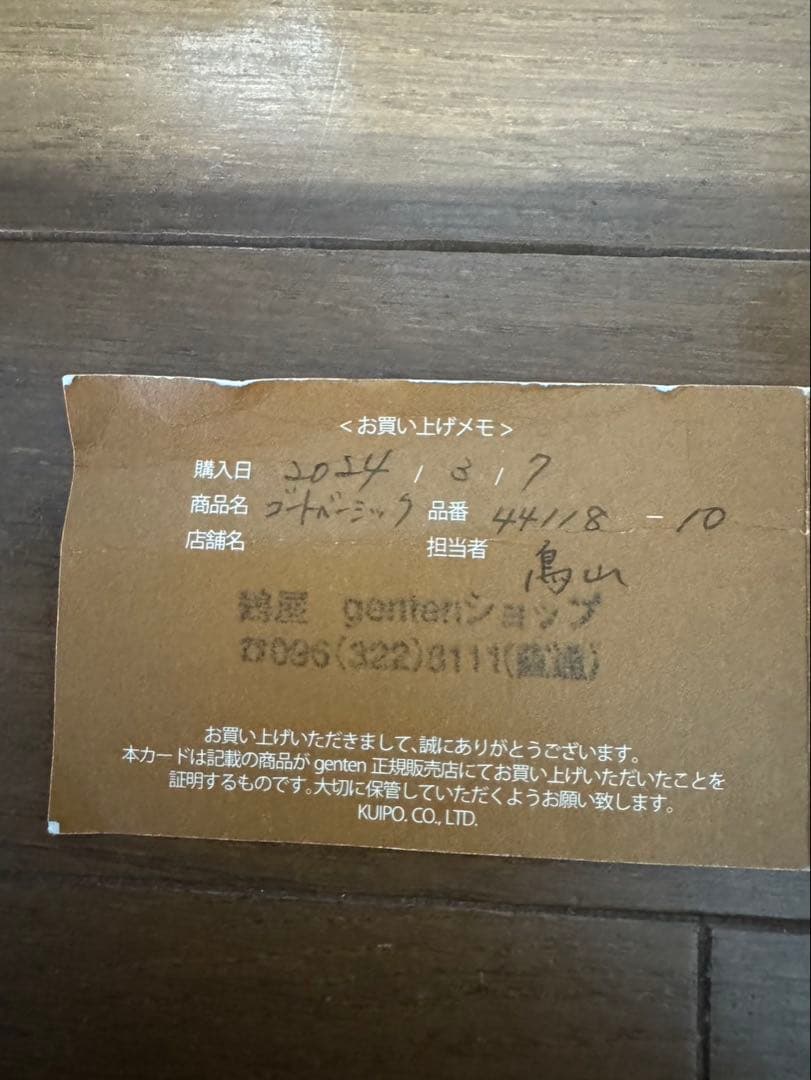 <お買い上げメモ>
購入日 2024 / 3 / 7
商品名 ゴートベーシック 品番 44118 - 10
店舗名 担当者 鳥山
鶴屋 gentenショップ
☎096(322)8111(直通)
お買い上げいただきまして、誠にありがとうございます。
本カードは記載の商品が genten 正規販売店にてお買い上げいただいたことを
証明するものです。大切に保管していただくようお願い致します。
KUIPO. CO., LTD.